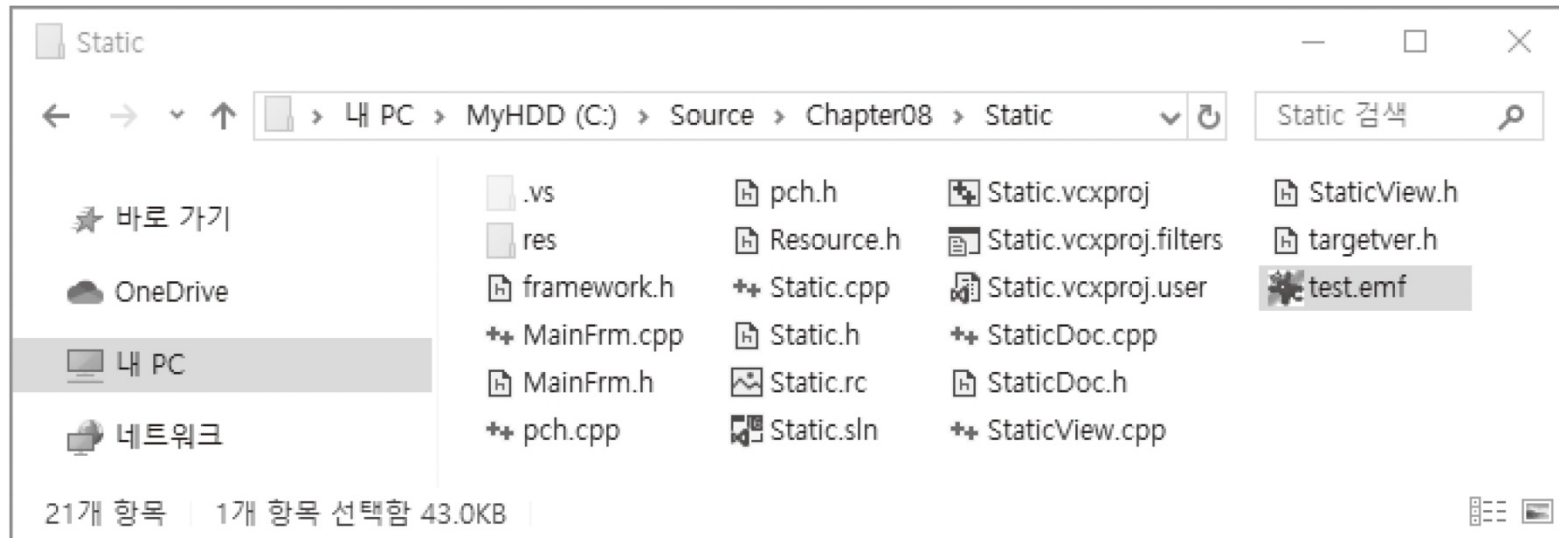 Static
내 PC > MyHDD (C:) > Source > Chapter08 > Static
Static 검색
바로 가기
OneDrive
내 PC
네트워크
.vs
res
framework.h
MainFrm.cpp
MainFrm.h
pch.cpp
pch.h
Resource.h
Static.cpp
Static.h
Static.rc
Static.sln
Static.vcxproj
Static.vcxproj.filters
Static.vcxproj.user
StaticDoc.cpp
StaticDoc.h
StaticView.cpp
StaticView.h
targetver.h
test.emf
21개 항목 1개 항목 선택함 43.0KB